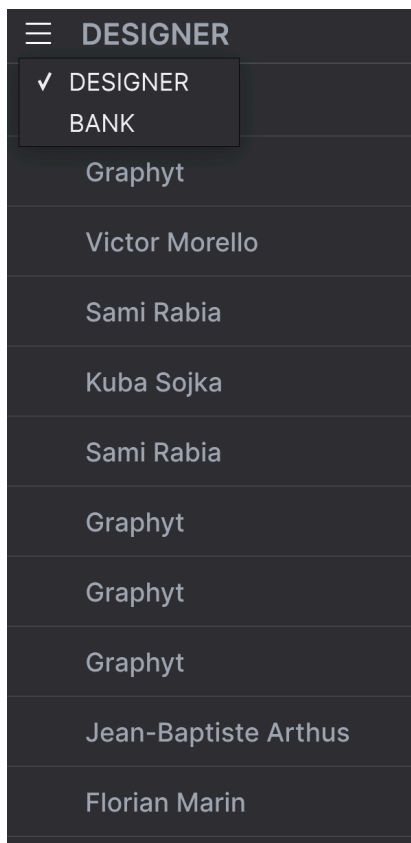 DESIGNER
✓ DESIGNER
BANK
Graphyt
Victor Morello
Sami Rabia
Kuba Sojka
Sami Rabia
Graphyt
Graphyt
Graphyt
Jean-Baptiste Arthus
Florian Marin